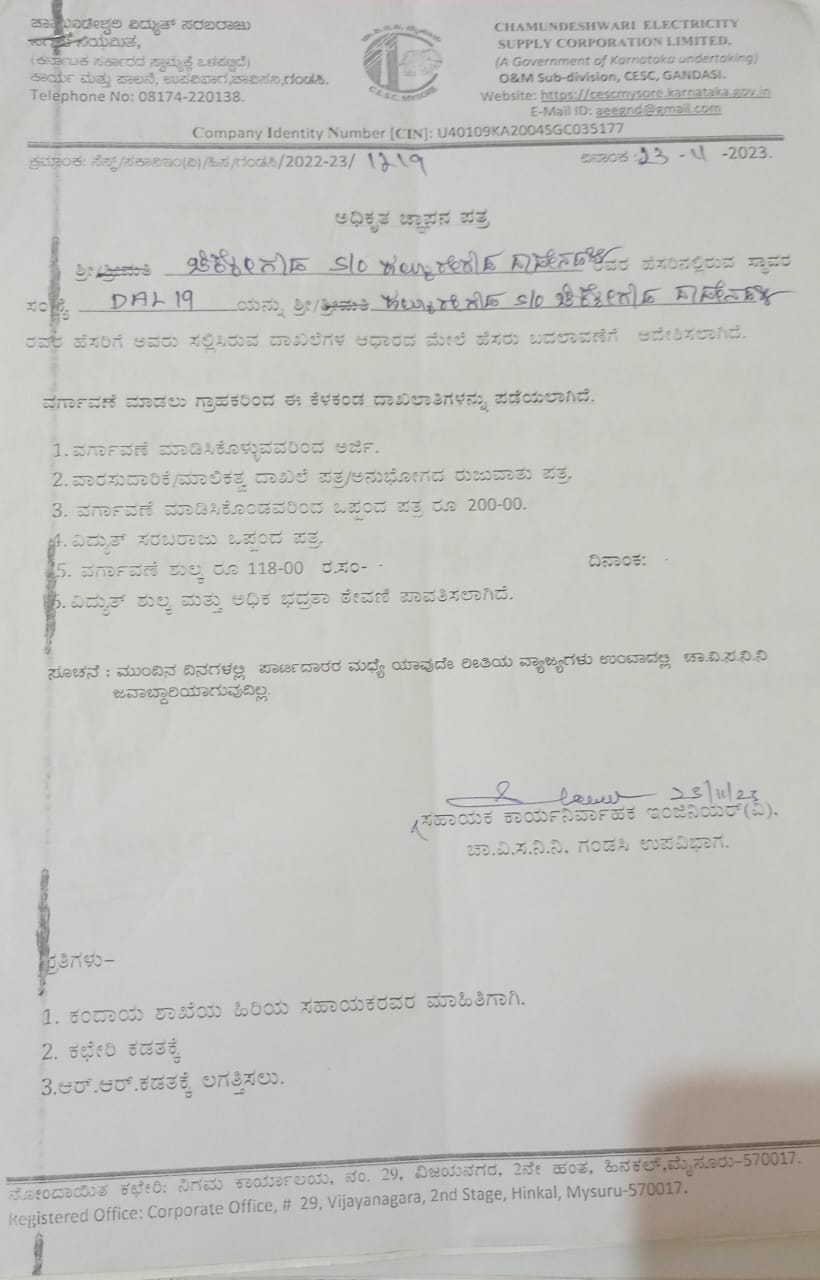 ಚಾಮುಂಡೇಶ್ವರಿ ವಿದ್ಯುತ್ ಸರಬರಾಜು
ನಿಗಮ ನಿಯಮಿತ,
(ಕರ್ನಾಟಕ ಸರ್ಕಾರದ ಸ್ವಾಮ್ಯಕ್ಕೆ ಒಳಪಟ್ಟಿದೆ)
ಕಾರ್ಯ ಮತ್ತು ಪಾಲನೆ, ಉಪವಿಭಾಗ,ಚಾವಿಸನಿ,ಗಂಡಸಿ.
Telephone No: 08174-220138.
C.E.S.C, MYSORE
CHAMUNDESHWARI ELECTRICITY
SUPPLY CORPORATION LIMITED,
(A Government of Karnataka undertaking)
O&M Sub-division, CESC, GANDASI.
Website: https://cescmysore.karnataka.gov.in
E-Mail ID: aeegnd@gmail.com
Company Identity Number [CIN]: U40109KA2004SGC035177
ಕ್ರಮಾಂಕ: ಸೆಸ್ಕ್/ಸಕಾನಿಇಂ(ವಿ)/ಹಿಸ/ಗಂಡಸಿ/2022-23/ 1219 ದಿನಾಂಕ :23 - 11 -2023.
ಅಧಿಕೃತ ಜ್ಞಾಪನ ಪತ್ರ
ಶ್ರೀ/ಶ್ರೀಮತಿ S/o ರವರ ಹೆಸರಿನಲ್ಲಿರುವ ಸ್ಥಾವರ
ಸಂಖ್ಯೆ DAL 19 ಯನ್ನು ಶ್ರೀ/ಶ್ರೀಮತಿ S/o
ರವರ ಹೆಸರಿಗೆ ಅವರು ಸಲ್ಲಿಸಿರುವ ದಾಖಲೆಗಳ ಆಧಾರದ ಮೇಲೆ ಹೆಸರು ಬದಲಾವಣೆಗೆ ಆದೇಶಿಸಲಾಗಿದೆ.
ವರ್ಗಾವಣೆ ಮಾಡಲು ಗ್ರಾಹಕರಿಂದ ಈ ಕೆಳಕಂಡ ದಾಖಲಾತಿಗಳನ್ನು ಪಡೆಯಲಾಗಿದೆ.
1. ವರ್ಗಾವಣೆ ಮಾಡಿಸಿಕೊಳ್ಳುವವರಿಂದ ಅರ್ಜಿ.
2. ವಾರಸುದಾರಿಕೆ/ಮಾಲಿಕತ್ವ ದಾಖಲೆ ಪತ್ರ/ಅನುಭೋಗದ ರುಜುವಾತು ಪತ್ರ.
3. ವರ್ಗಾವಣೆ ಮಾಡಿಸಿಕೊಂಡವರಿಂದ ಒಪ್ಪಂದ ಪತ್ರ ರೂ 200-00.
4. ವಿದ್ಯುತ್ ಸರಬರಾಜು ಒಪ್ಪಂದ ಪತ್ರ.
5. ವರ್ಗಾವಣೆ ಶುಲ್ಕ ರೂ 118-00 ರ.ಸಂ- - ದಿನಾಂಕ: -
6. ವಿದ್ಯುತ್ ಶುಲ್ಕ ಮತ್ತು ಅಧಿಕ ಭದ್ರತಾ ಠೇವಣಿ ಪಾವತಿಸಲಾಗಿದೆ.
ಸೂಚನೆ : ಮುಂದಿನ ದಿನಗಳಲ್ಲಿ ಪಾರ್ಟಿದಾರರ ಮಧ್ಯೆ ಯಾವುದೇ ರೀತಿಯ ವ್ಯಾಜ್ಯಗಳು ಉಂಟಾದಲ್ಲಿ ಚಾ.ವಿ.ಸ.ನಿ.ನಿ
ಜವಾಬ್ದಾರಿಯಾಗುವುದಿಲ್ಲ.
23/11/23
ಸಹಾಯಕ ಕಾರ್ಯನಿರ್ವಾಹಕ ಇಂಜಿನಿಯರ್(ವಿ),
ಚಾ.ವಿ.ಸ.ನಿ.ನಿ, ಗಂಡಸಿ ಉಪವಿಭಾಗ.
ಪ್ರತಿಗಳು-
1. ಕಂದಾಯ ಶಾಖೆಯ ಹಿರಿಯ ಸಹಾಯಕರವರ ಮಾಹಿತಿಗಾಗಿ.
2. ಕಛೇರಿ ಕಡತಕ್ಕೆ
3.ಆರ್.ಆರ್.ಕಡತಕ್ಕೆ ಲಗತ್ತಿಸಲು.
ನೋಂದಾಯಿತ ಕಛೇರಿ: ನಿಗಮ ಕಾರ್ಯಾಲಯ, ನಂ. 29, ವಿಜಯನಗರ, 2ನೇ ಹಂತ, ಹಿನಕಲ್,ಮೈಸೂರು-570017.
Registered Office: Corporate Office, # 29, Vijayanagara, 2nd Stage, Hinkal, Mysuru-570017.